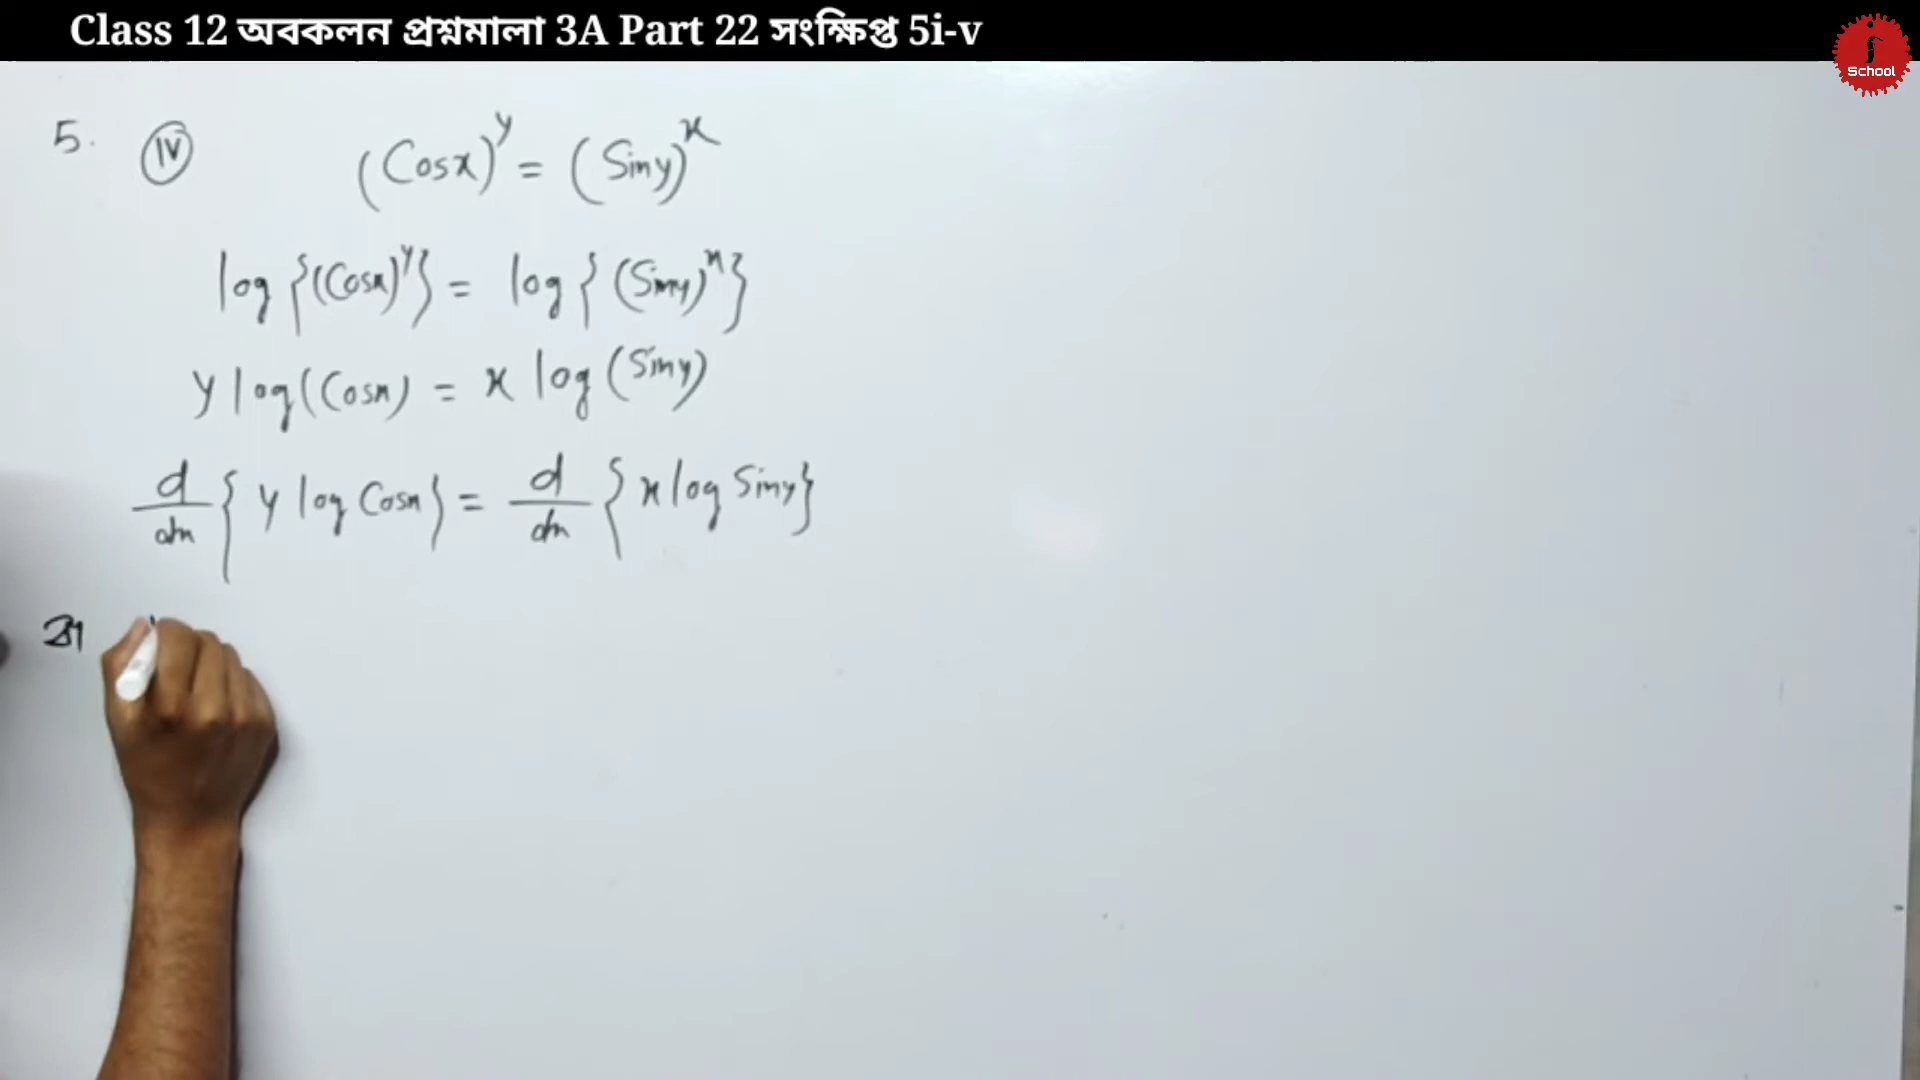 Class 12 অবকলন প্রশ্নমালা 3A Part 22 সংক্ষিপ্ত 5i-v
School
5. (iv) (Cosx)^y = (Siny)^x
log {(Cosx)^y} = log { (Siny)^x}
y log(Cosx) = x log (Siny)
d/dx { y log Cosx} = d/dx { x log Siny}
বা